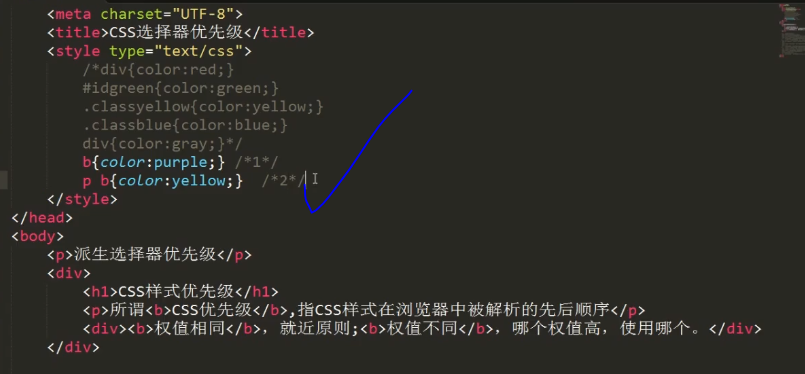 <meta charset="UTF-8">
<title>CSS选择器优先级</title>
<style type="text/css">
/*div{color:red;}
#idgreen{color:green;}
.classyellow{color:yellow;}
.classblue{color:blue;}
div{color:gray;}*/
b{color:purple;} /*1*/
p b{color:yellow;}  /*2*/
</style>
</head>
<body>
<p>派生选择器优先级</p>
<div>
<h1>CSS样式优先级</h1>
<p>所谓<b>CSS优先级</b>,指CSS样式在浏览器中被解析的先后顺序</p>
<div><b>权值相同</b>，就近原则;<b>权值不同</b>，哪个权值高，使用哪个。</div>
</div>